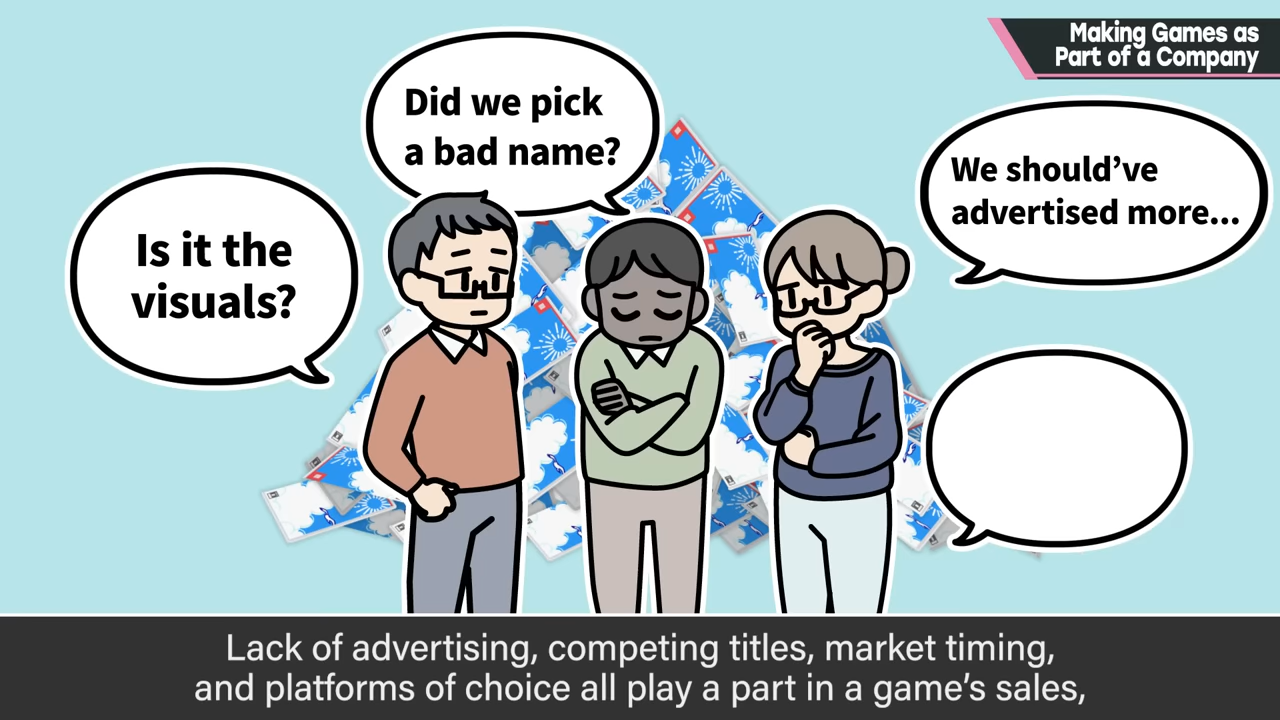 Making Games as
Part of a Company
Did we pick
a bad name?
We should’ve
advertised more...
Is it the
visuals?
Lack of advertising, competing titles, market timing,
and platforms of choice all play a part in a game’s sales,